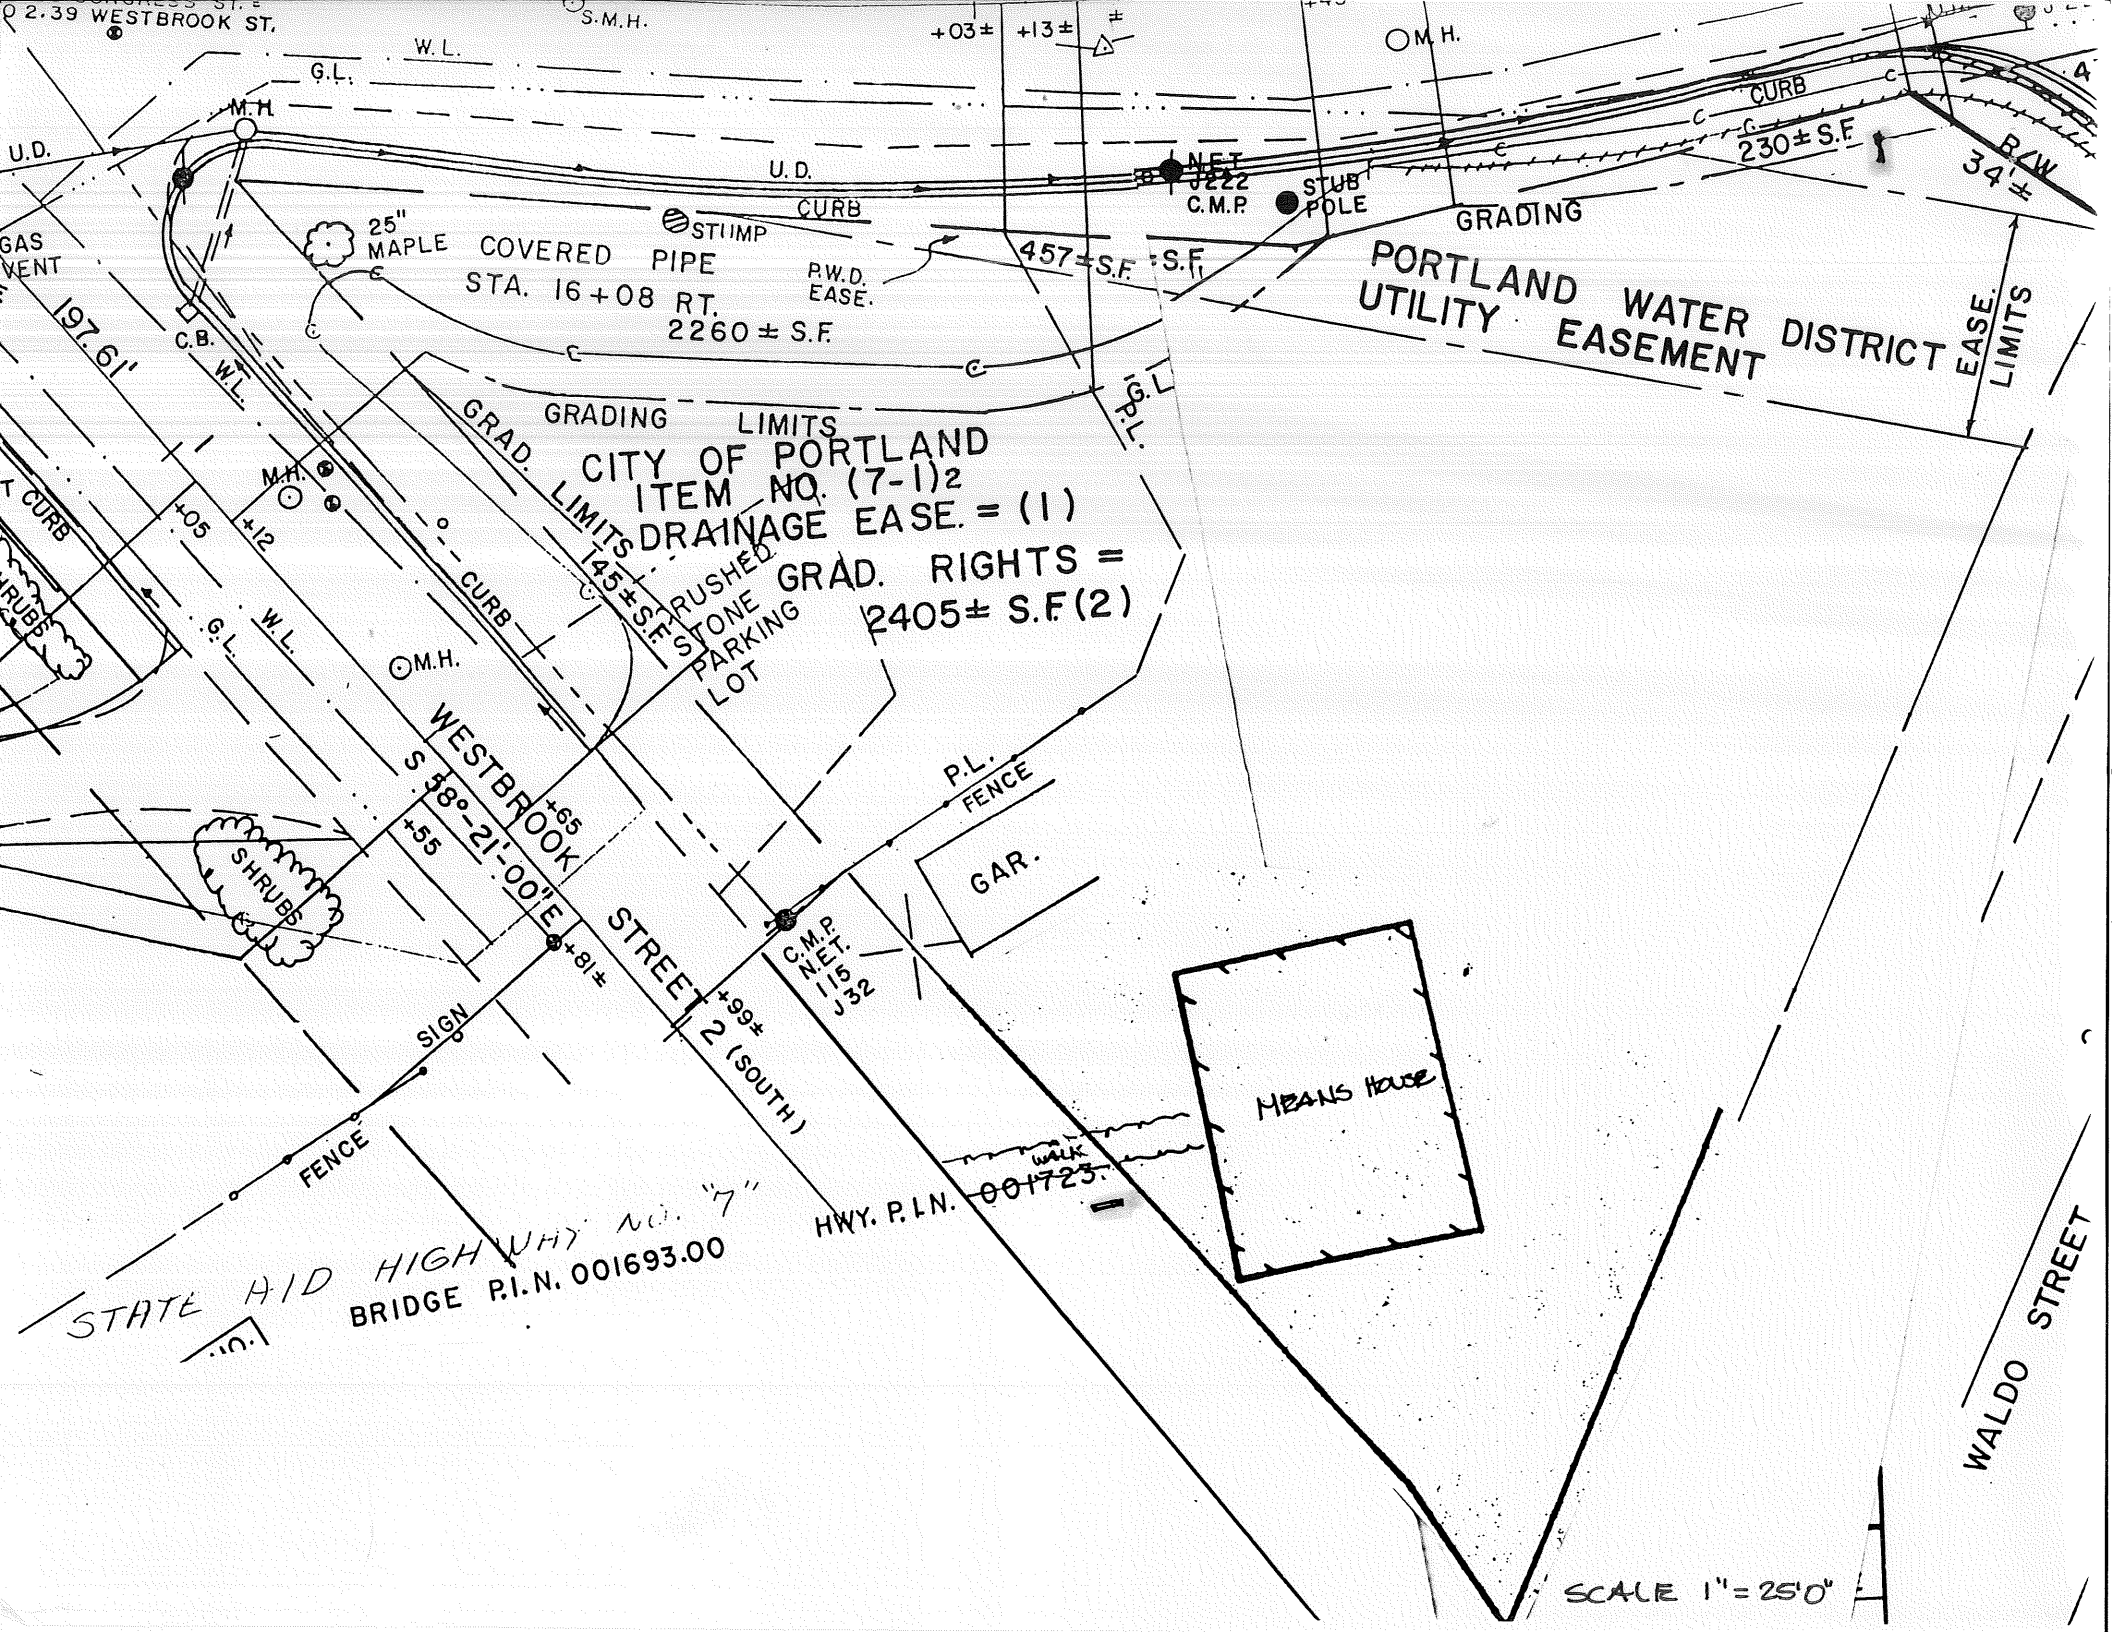 2.39 WESTBROOK ST.
S.M.H.
+03±
+13±
±
M.H.
W.L.
G.L.
M.H.
U.D.
U.D.
CURB
CURB
230± S.F.
R/W
34'±
N.E.T.
J222
C.M.P.
STUB
POLE
GRADING
GAS
VENT
25"
MAPLE
STUMP
COVERED PIPE
STA. 16+08 RT.
2260± S.F.
P.W.D.
EASE.
457± S.F.
S.F.
PORTLAND WATER DISTRICT
UTILITY EASEMENT
EASE.
LIMITS
197.61'
C.B.
W.L.
G.L.
P.L.
GRADING LIMITS
GRAD.
LIMITS
145± S.F.
CITY OF PORTLAND
ITEM NO. (7-1)2
DRAINAGE EASE. = (1)
GRAD. RIGHTS =
2405± S.F. (2)
CRUSHED
STONE
PARKING
LOT
M.H.
T CURB
+05
+12
CURB
SHRUBS
G.L.
W.L.
M.H.
WESTBROOK
STREET 2 (SOUTH)
S 58°-21'-00" E
+65
+55
SHRUBS
+81±
+99±
P.L.
FENCE
GAR.
C.M.P.
N.E.T.
115
J32
SIGN
FENCE
MEANS HOUSE
WALK
HWY. P.I.N. 001723.
STATE AID HIGHWAY NO. "7"
BRIDGE P.I.N. 001693.00
WALDO STREET
SCALE 1"=25'0"